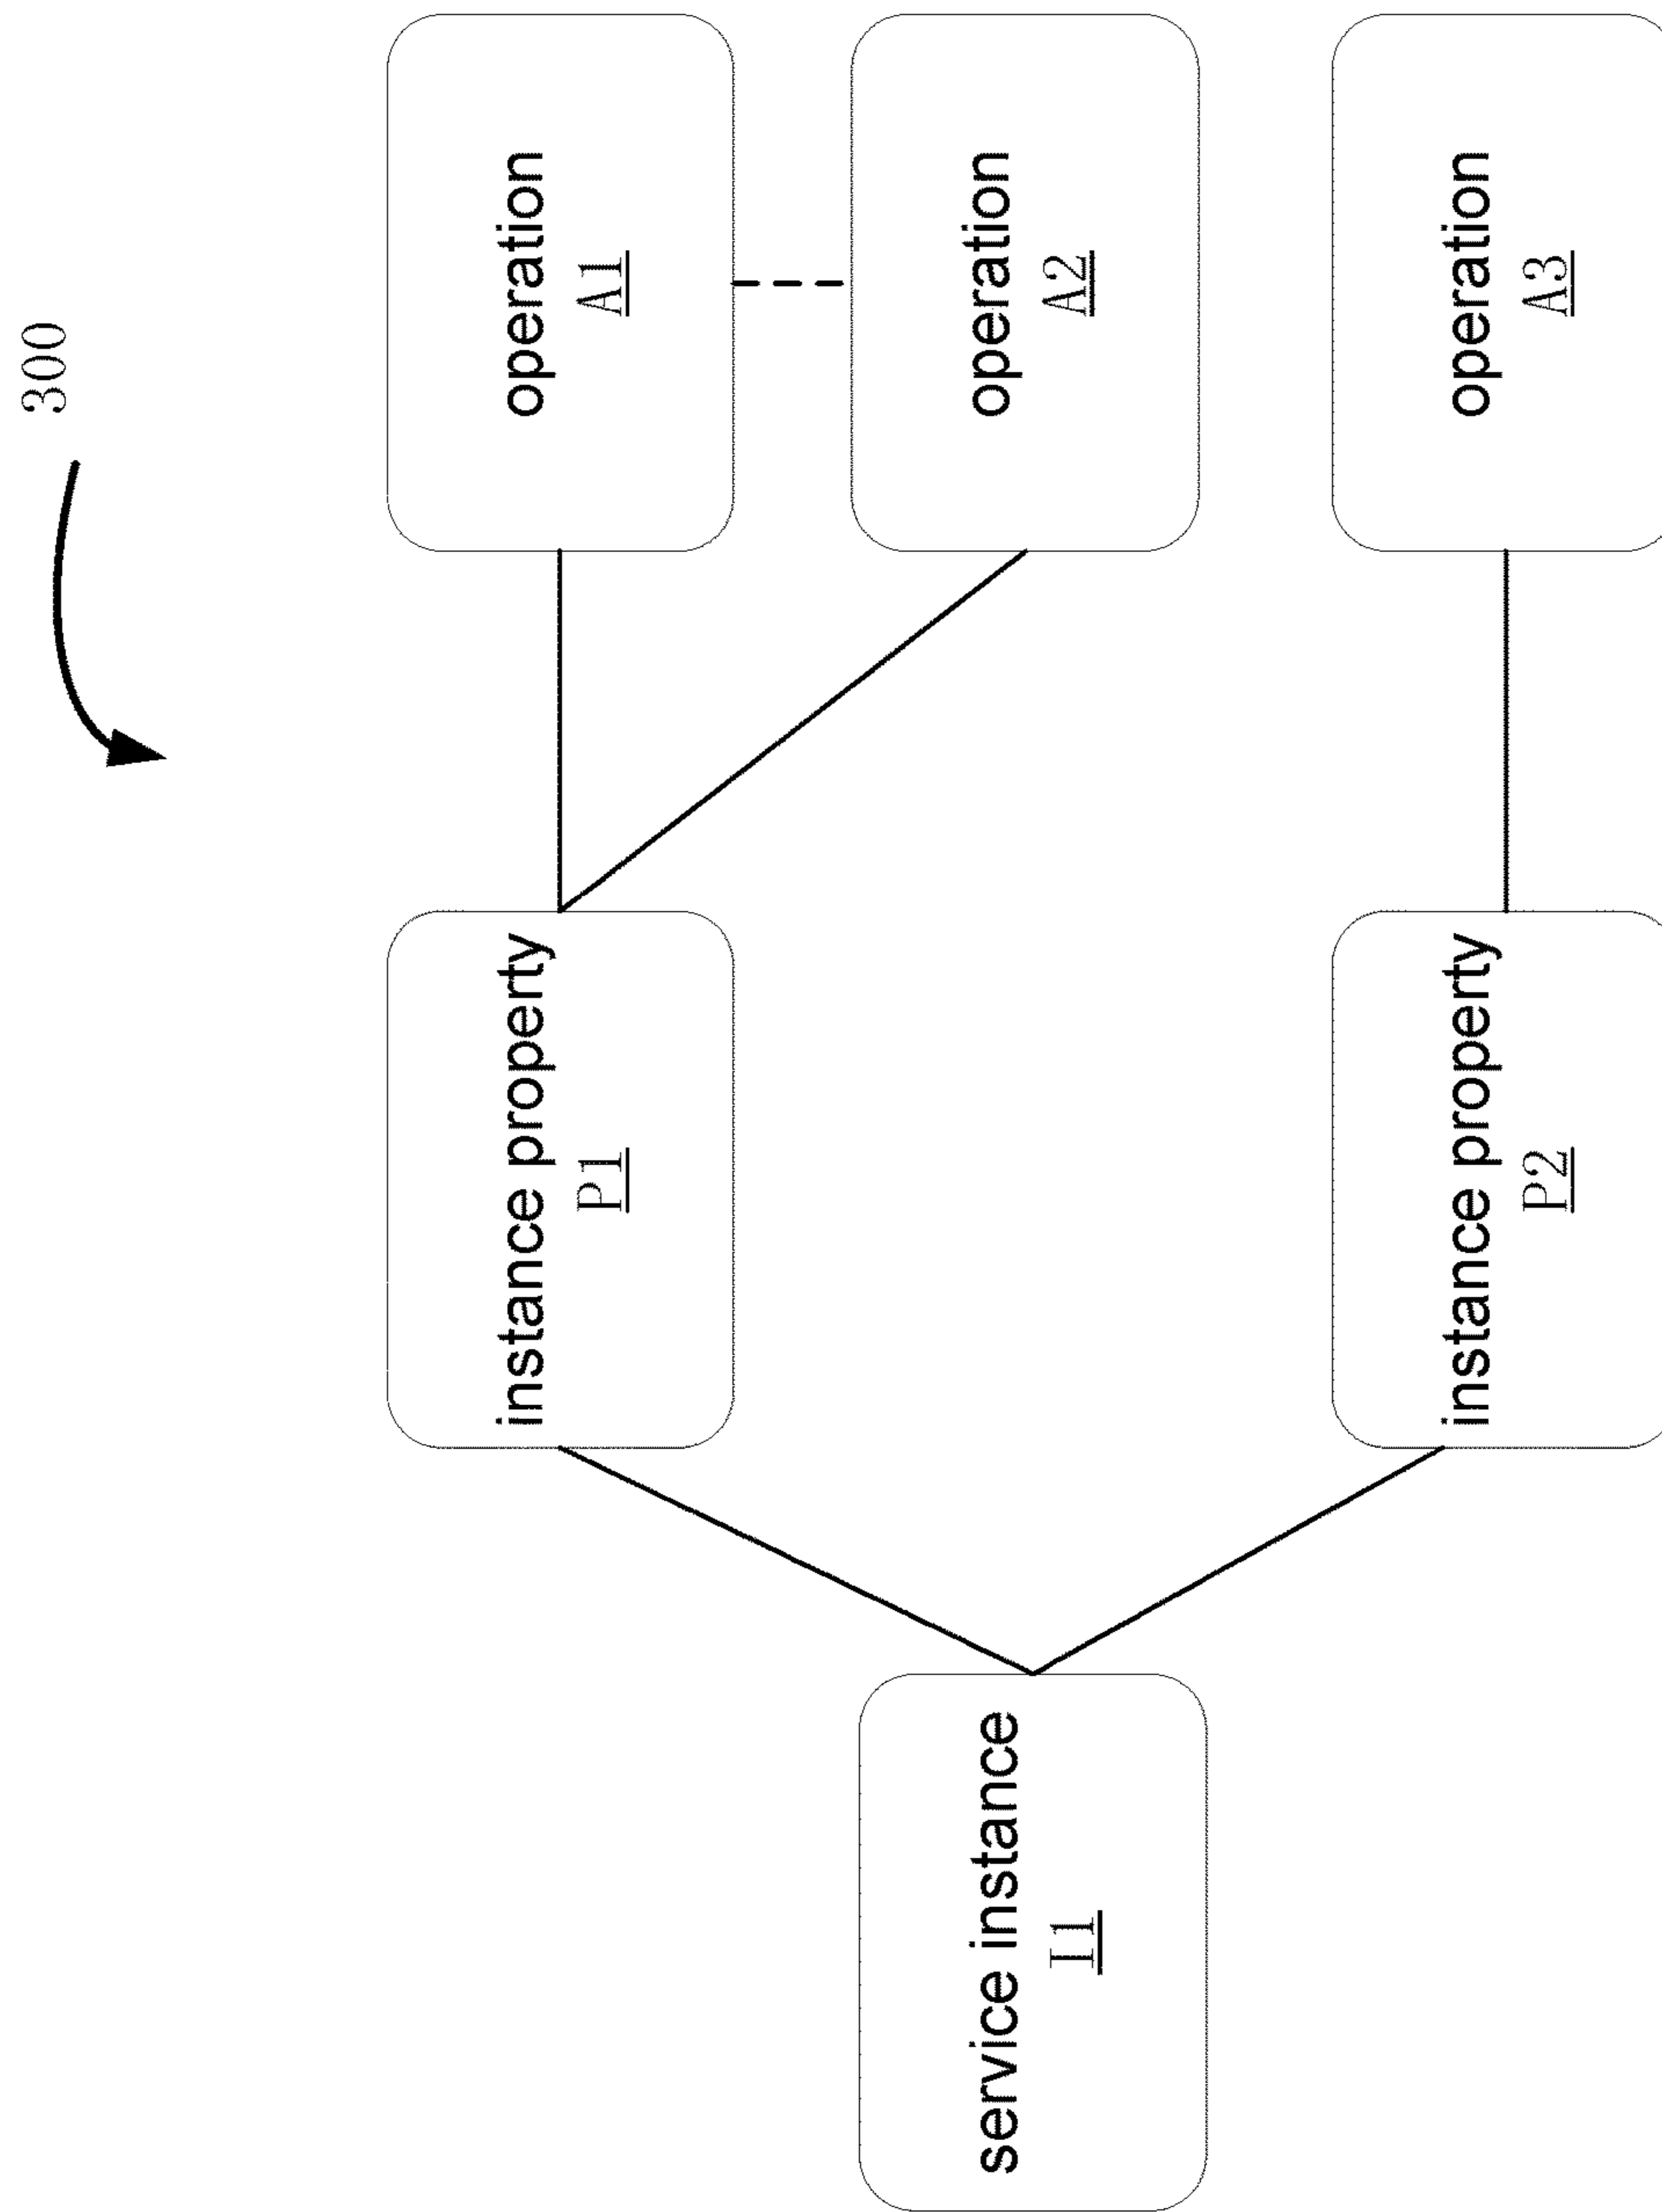 300
service instance
I1
instance property
P1
instance property
P2
operation
A1
operation
A2
operation
A3